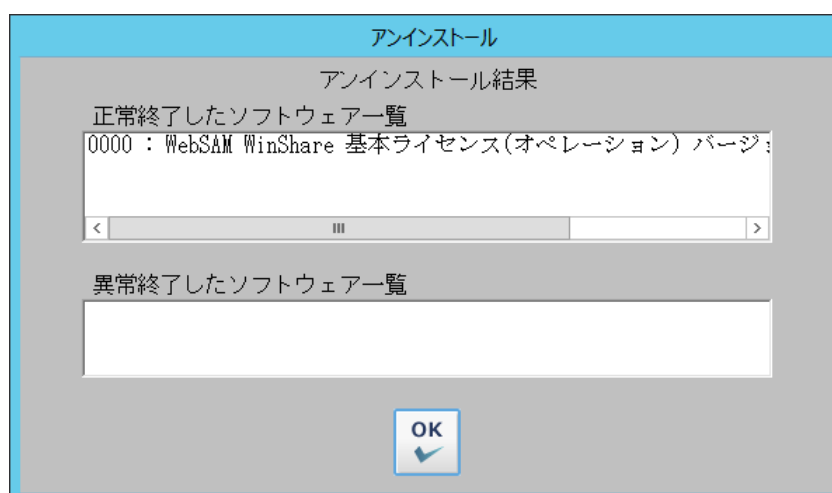 アンインストール
アンインストール結果
正常終了したソフトウェア一覧
0000 : WebSAM WinShare 基本ライセンス(オペレーション) バージョ
異常終了したソフトウェア一覧
OK